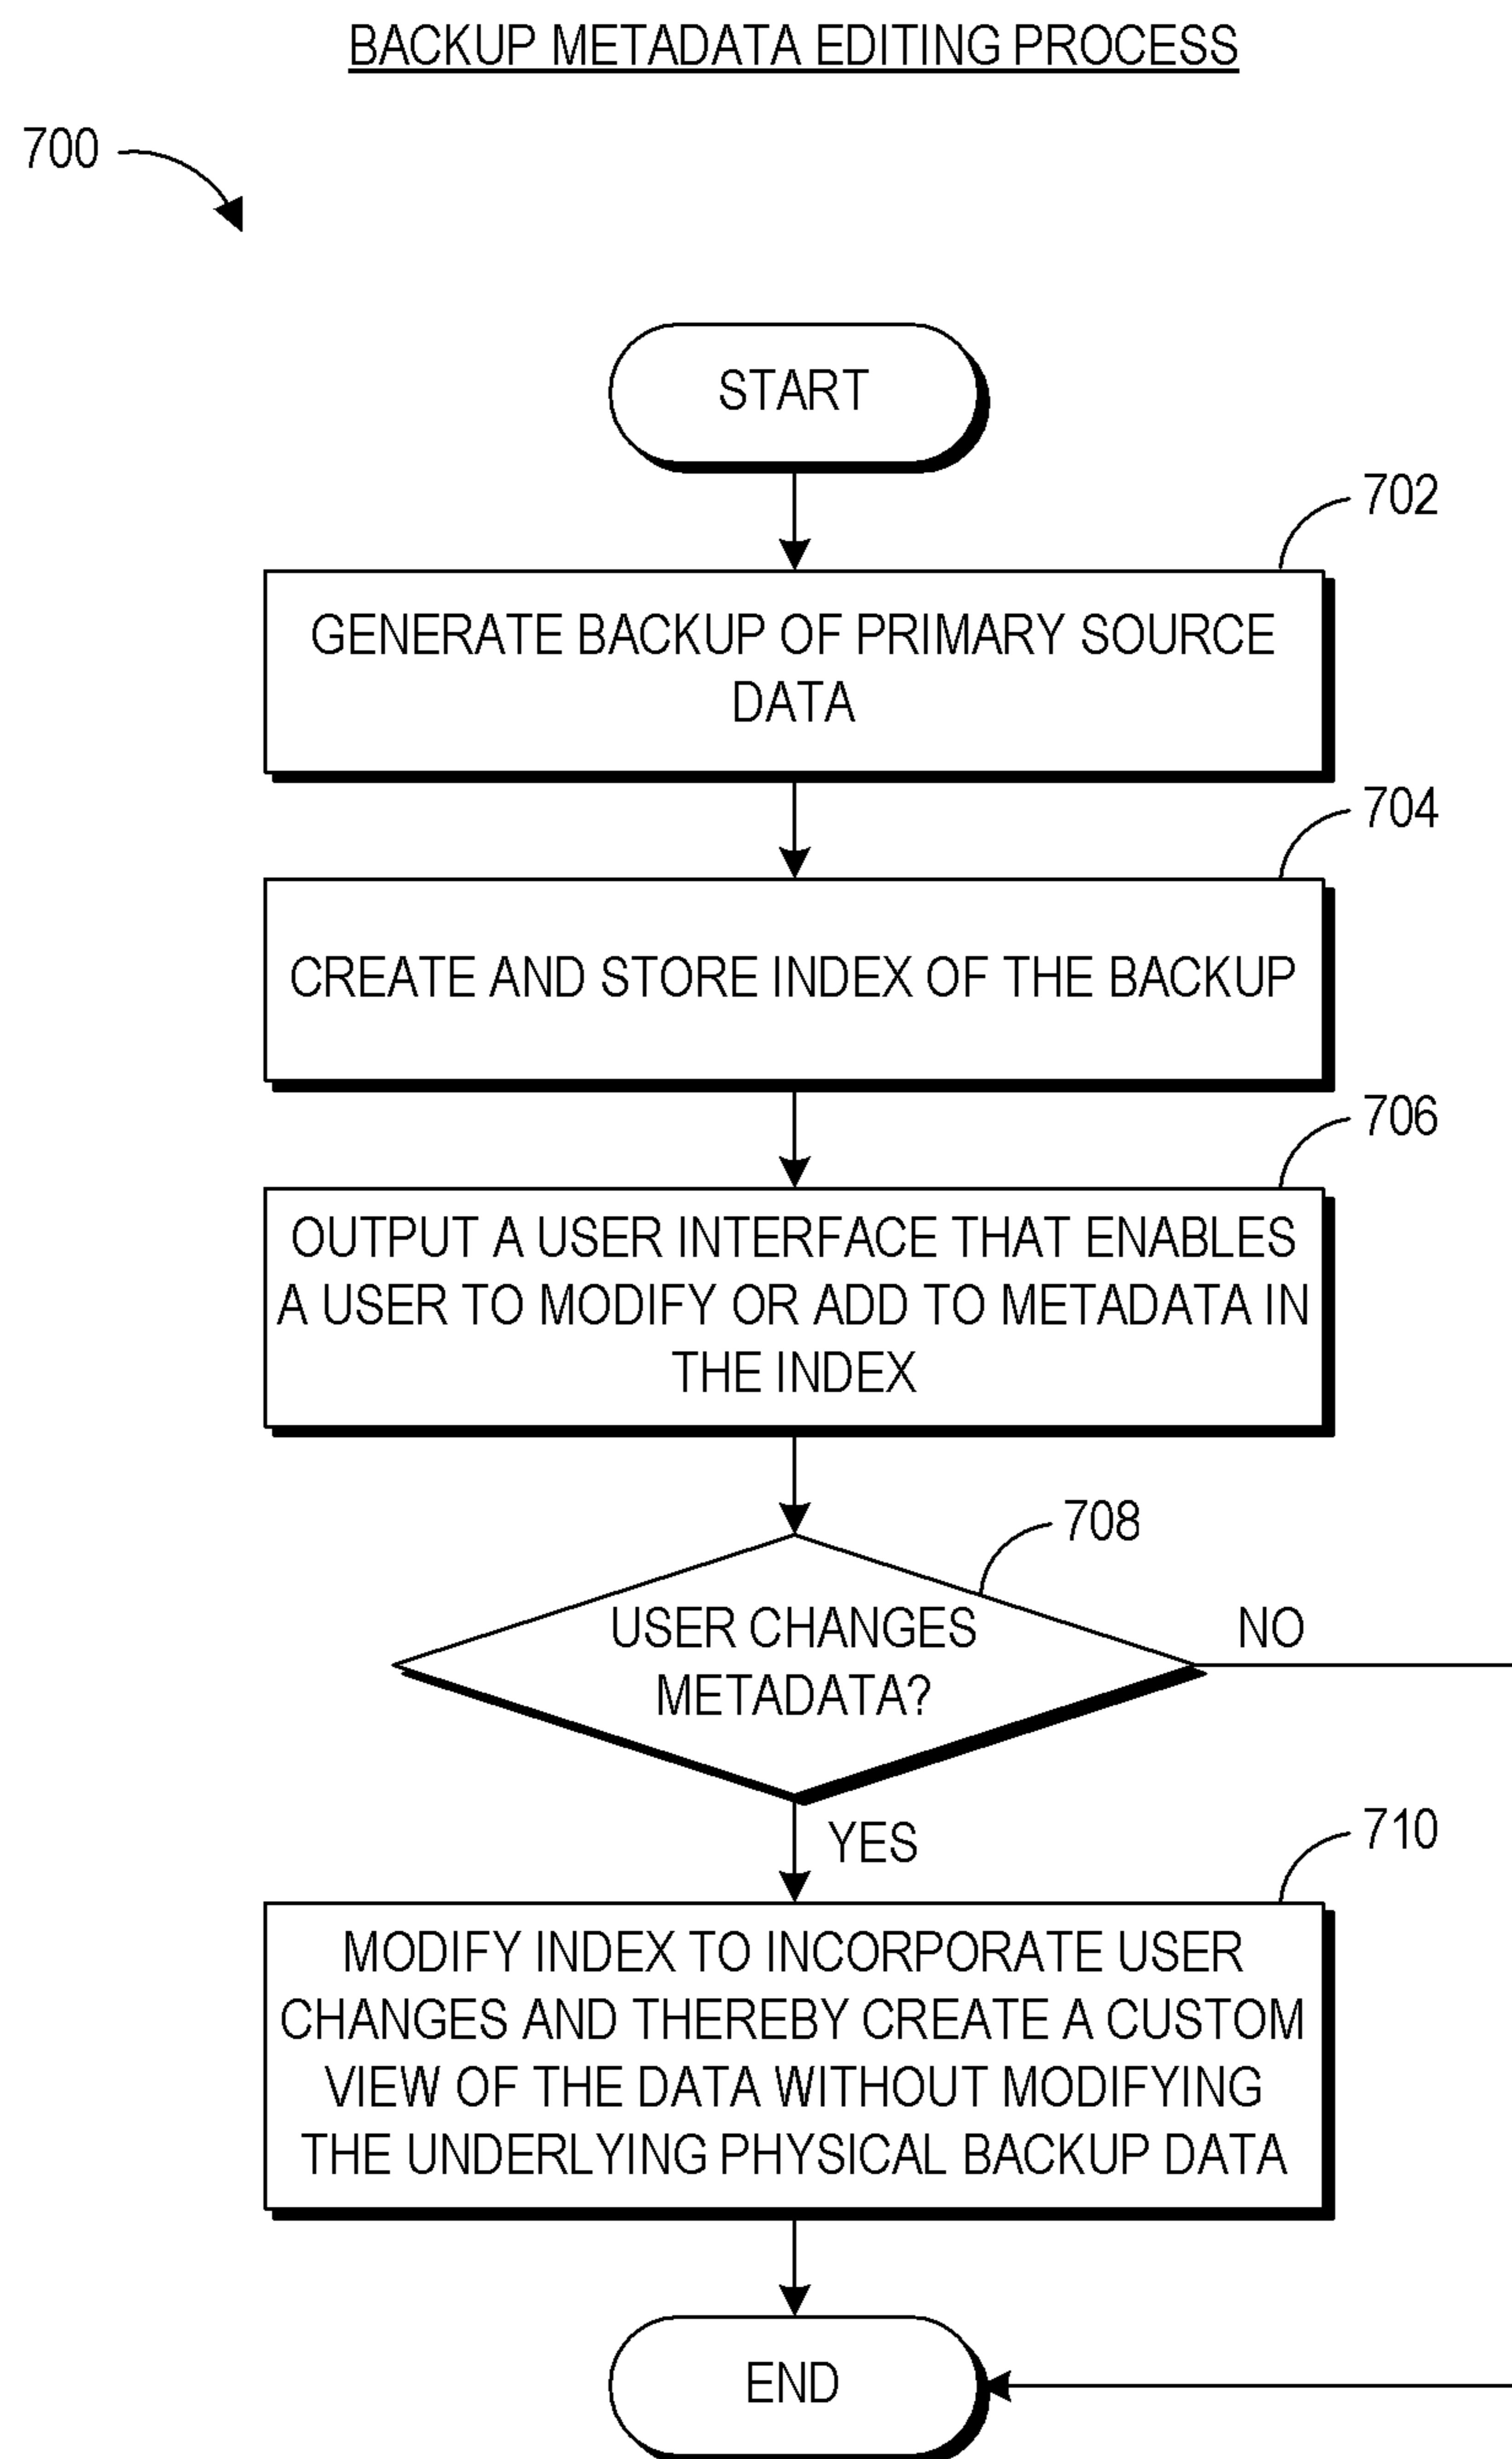 BACKUP METADATA EDITING PROCESS
700
START
702
GENERATE BACKUP OF PRIMARY SOURCE
DATA
704
CREATE AND STORE INDEX OF THE BACKUP
706
OUTPUT A USER INTERFACE THAT ENABLES
A USER TO MODIFY OR ADD TO METADATA IN
THE INDEX
708
USER CHANGES
METADATA?
NO
YES
710
MODIFY INDEX TO INCORPORATE USER
CHANGES AND THEREBY CREATE A CUSTOM
VIEW OF THE DATA WITHOUT MODIFYING
THE UNDERLYING PHYSICAL BACKUP DATA
END